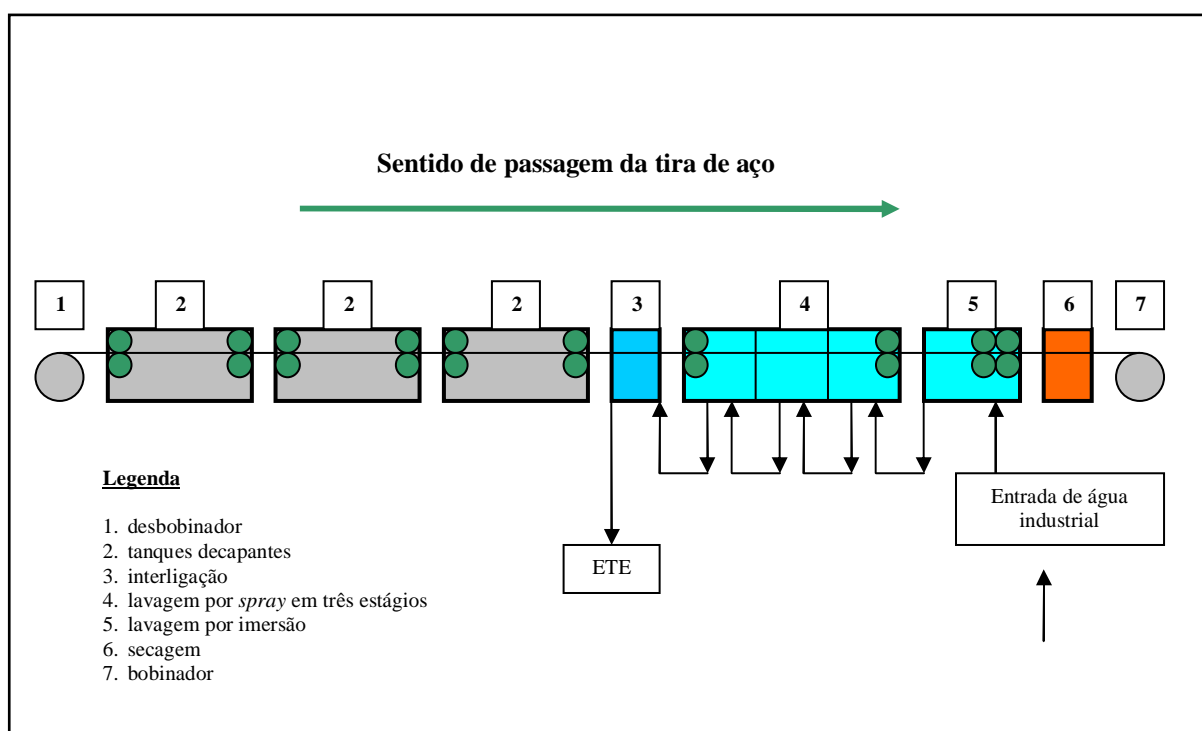 Sentido de passagem da tira de aço
1 2 2 2 3 4 5 6 7
Legenda
1. desbobinador
2. tanques decapantes
3. interligação
4. lavagem por spray em três estágios
5. lavagem por imersão
6. secagem
7. bobinador
ETE
Entrada de água
industrial